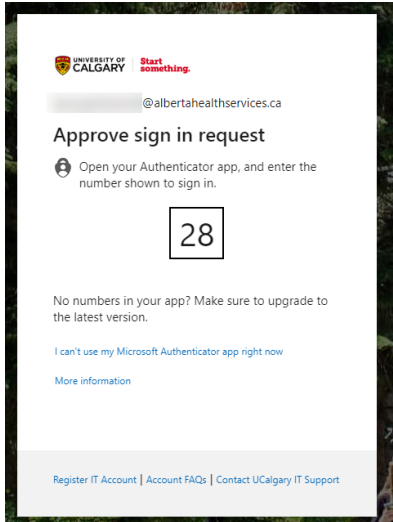 UNIVERSITY OF
CALGARY
Start
something.
@albertahealthservices.ca
Approve sign in request
Open your Authenticator app, and enter the
number shown to sign in.
28
No numbers in your app? Make sure to upgrade to
the latest version.
I can't use my Microsoft Authenticator app right now
More information
Register IT Account | Account FAQs | Contact UCalgary IT Support